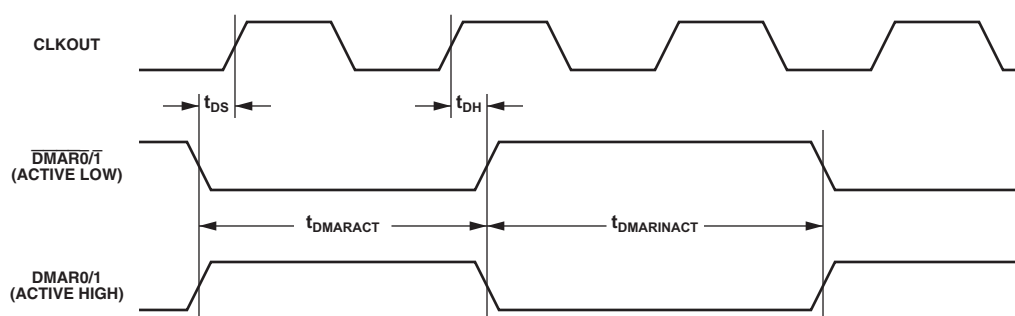 CLKOUT
tDS
tDH
DMAR0/1
(ACTIVE LOW)
tDMARACT
tDMARINACT
DMAR0/1
(ACTIVE HIGH)